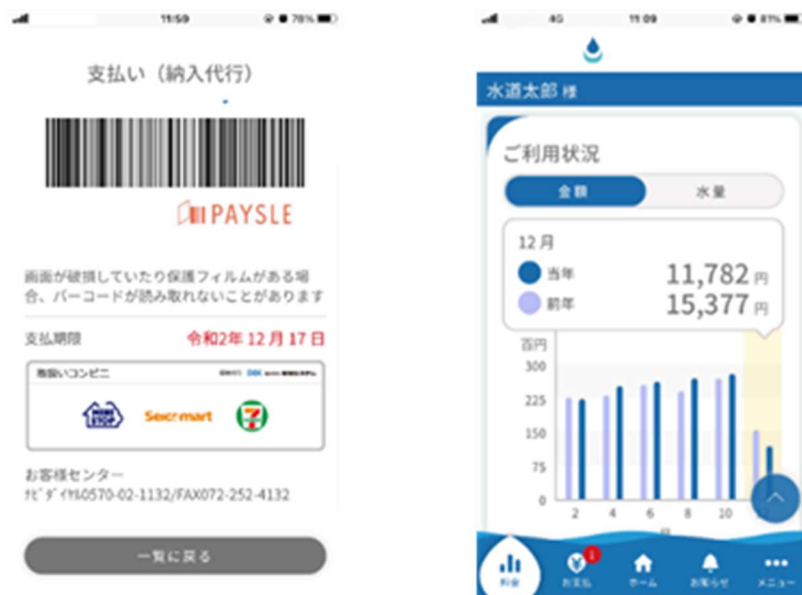 11:59
78%
支払い（納入代行）
PAYSLE
画面が破損していたり保護フィルムがある場
合、バーコードが読み取れないことがあります
支払期限
令和2年 12月 17日
取扱いコンビニ
MINI STOP
Seicomart
7
お客様センター
ﾅﾋﾞﾀﾞｲﾔﾙ0570-02-1132/FAX072-252-4132
一覧に戻る
4G
11:09
81%
水道太郎 様
ご利用状況
金額
水量
12月
当年
11,782 円
前年
15,377 円
百円
300
225
150
75
0
2
4
6
8
10
月
料金
お支払
1
ホーム
お知らせ
メニュー